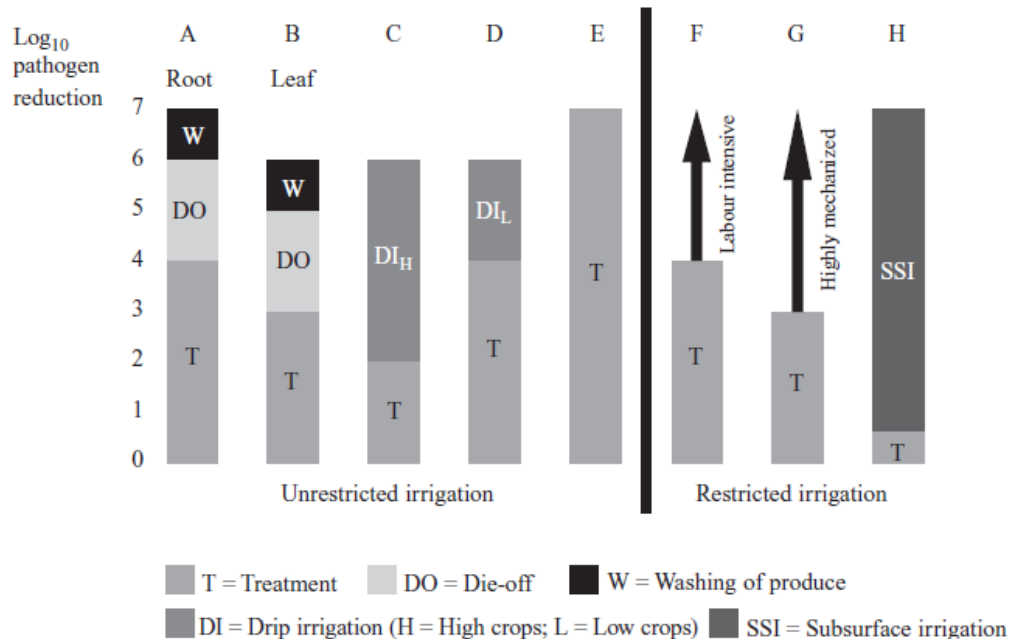 Log10 pathogen reduction
A B C D E F G H
Root Leaf
7
6
5
4
3
2
1
0
W
DO
T
W
DO
T
DIH
T
DIL
T
T
Labour intensive
T
Highly mechanized
T
SSI
T
Unrestricted irrigation Restricted irrigation
T = Treatment DO = Die-off W = Washing of produce
DI = Drip irrigation (H = High crops; L = Low crops) SSI = Subsurface irrigation